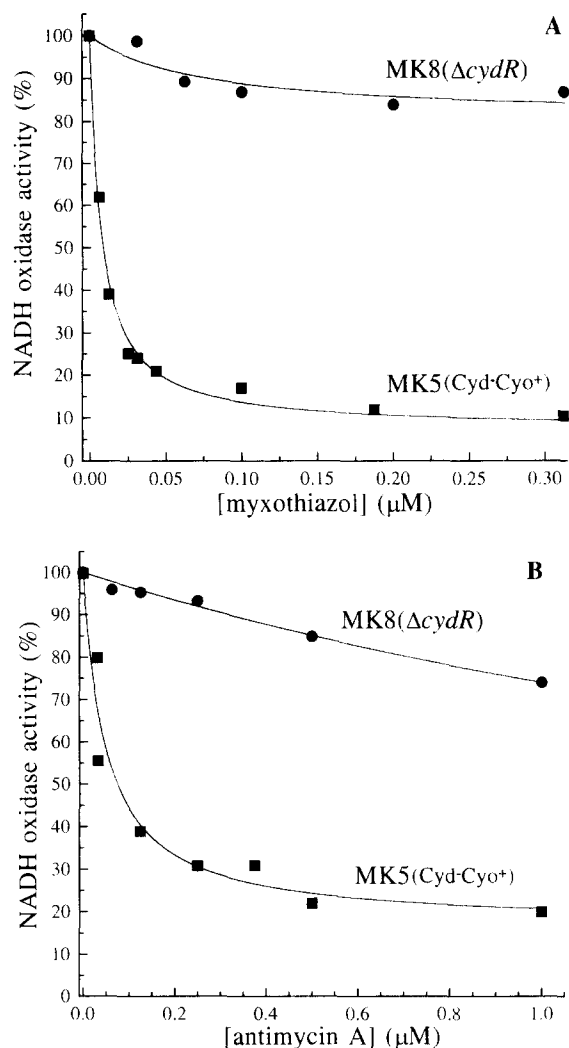 A
100
90
80
70
60
50
40
30
20
10
0
NADH oxidase activity (%)
MK8(ΔcydR)
MK5(Cyd-Cyo+)
0.00 0.05 0.10 0.15 0.20 0.25 0.30
[myxothiazol] (μM)
B
100
90
80
70
60
50
40
30
20
10
0
NADH oxidase activity (%)
MK8(ΔcydR)
MK5(Cyd-Cyo+)
0.0 0.2 0.4 0.6 0.8 1.0
[antimycin A] (μM)